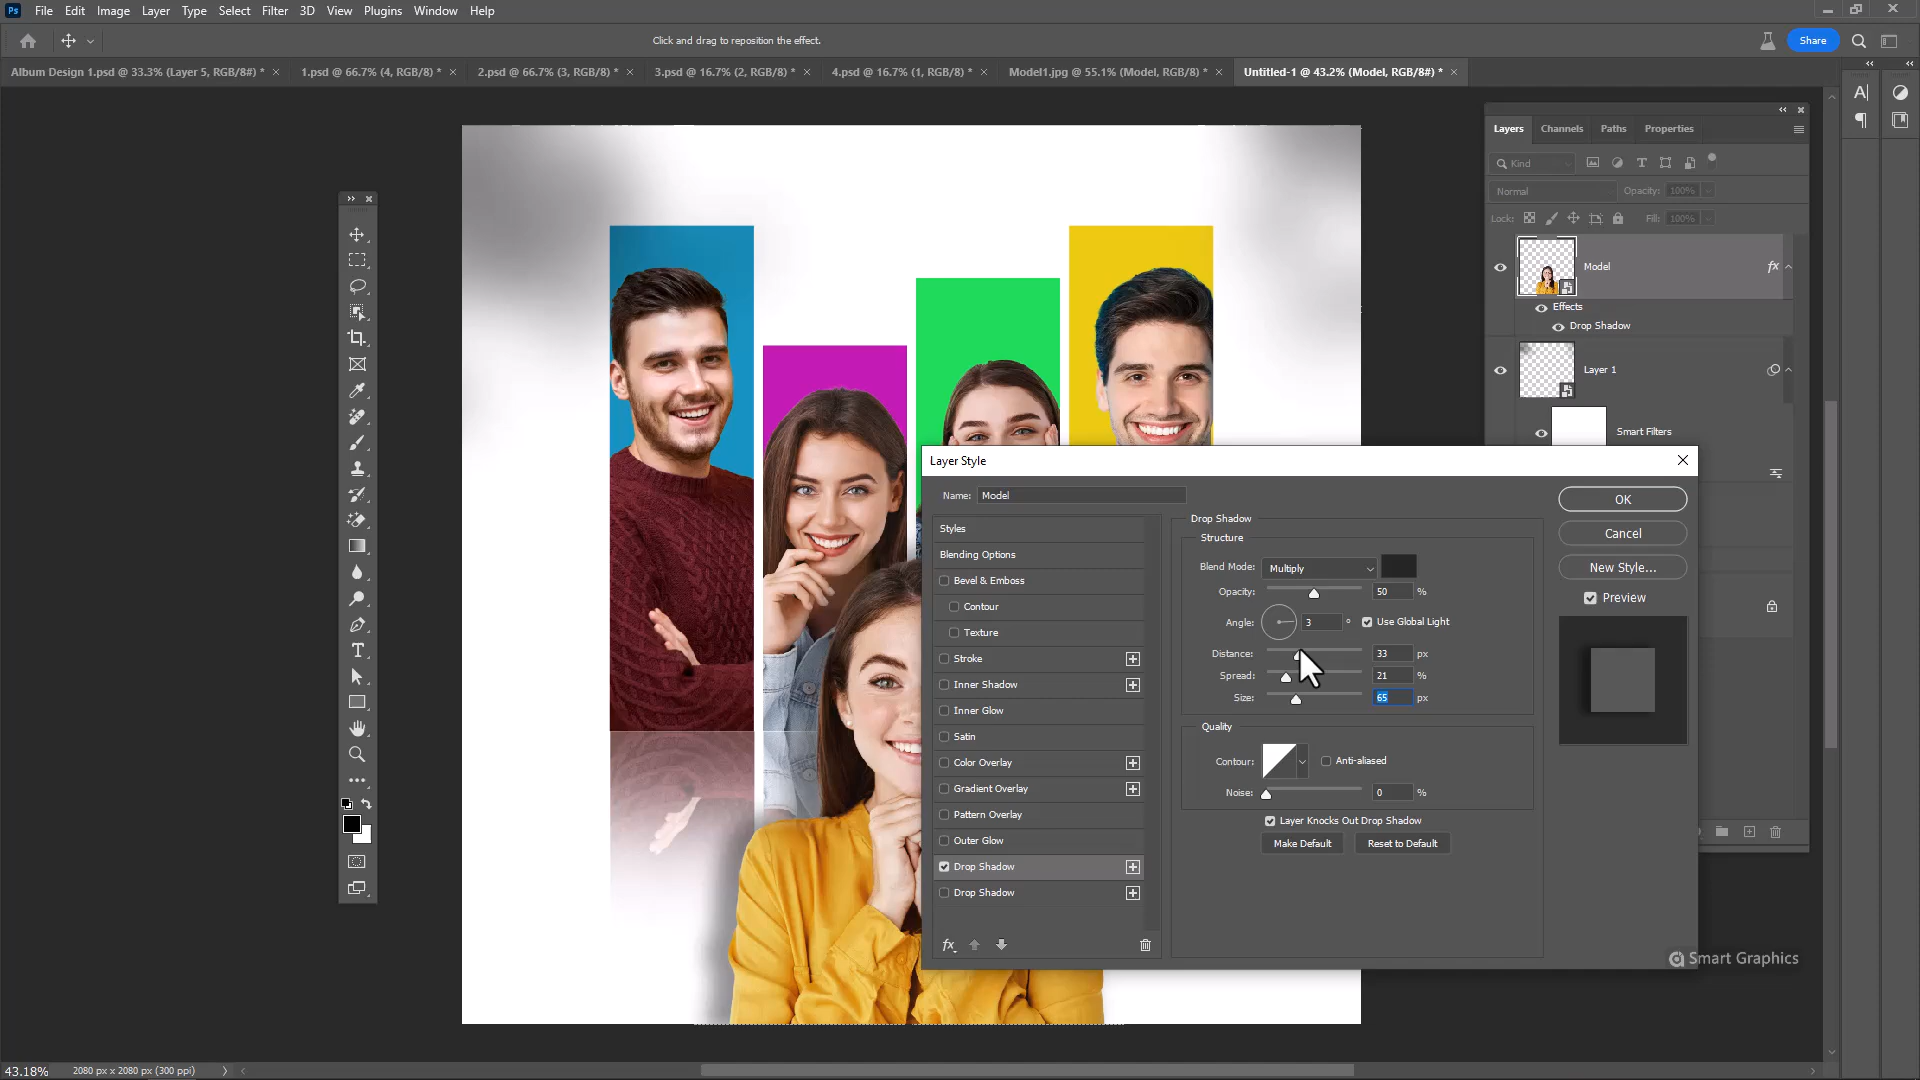 Ps File Edit Image Layer Type Select Filter 3D View Plugins Window Help
Click and drag to reposition the effect.
Share
Album Design 1.psd @ 33.3% (Layer 5, RGB/8#) *
1.psd @ 66.7% (4, RGB/8) *
2.psd @ 66.7% (3, RGB/8) *
3.psd @ 16.7% (2, RGB/8) *
4.psd @ 16.7% (1, RGB/8) *
Model1.jpg @ 55.1% (Model, RGB/8) *
Untitled-1 @ 43.2% (Model, RGB/8#) *
Layers Channels Paths Properties
Kind
Normal Opacity: 100%
Lock: Fill: 100%
Model fx
Effects
Drop Shadow
Layer 1
Smart Filters
Layer Style
Name: Model
Styles
Blending Options
Bevel & Emboss
Contour
Texture
Stroke
Inner Shadow
Inner Glow
Satin
Color Overlay
Gradient Overlay
Pattern Overlay
Outer Glow
Drop Shadow
Drop Shadow
fx
Drop Shadow
Structure
Blend Mode: Multiply
Opacity: 50 %
Angle: 3 ° Use Global Light
Distance: 33 px
Spread: 21 %
Size: 65 px
Quality
Contour: Anti-aliased
Noise: 0 %
Layer Knocks Out Drop Shadow
Make Default Reset to Default
OK
Cancel
New Style...
Preview
Smart Graphics
43.18% 2080 px x 2080 px (300 ppi)